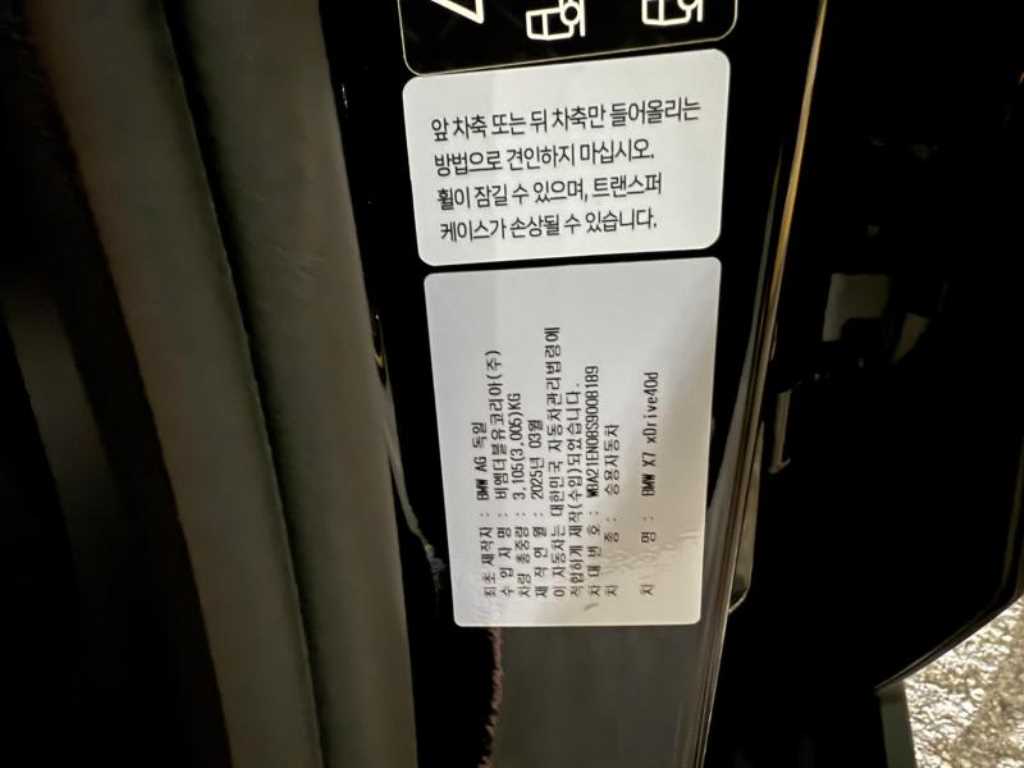 앞 차축 또는 뒤 차축만 들어올리는
방법으로 견인하지 마십시오.
휠이 잠길 수 있으며, 트랜스퍼
케이스가 손상될 수 있습니다.
최초 제작자 : BMW AG 독일
수 입 자 명 : 비엠더블유코리아(주)
차량 총중량 : 3,105(3,005)KG
제 작 연 월 : 2025년 03월
이 자동차는 대한민국 자동차관리법령에
적합하게 제작(수입)되었습니다.
차 대 번 호 : WBA21EN08S9008189
차 종 : 승용자동차
차 명 : BMW X7 xDrive40d